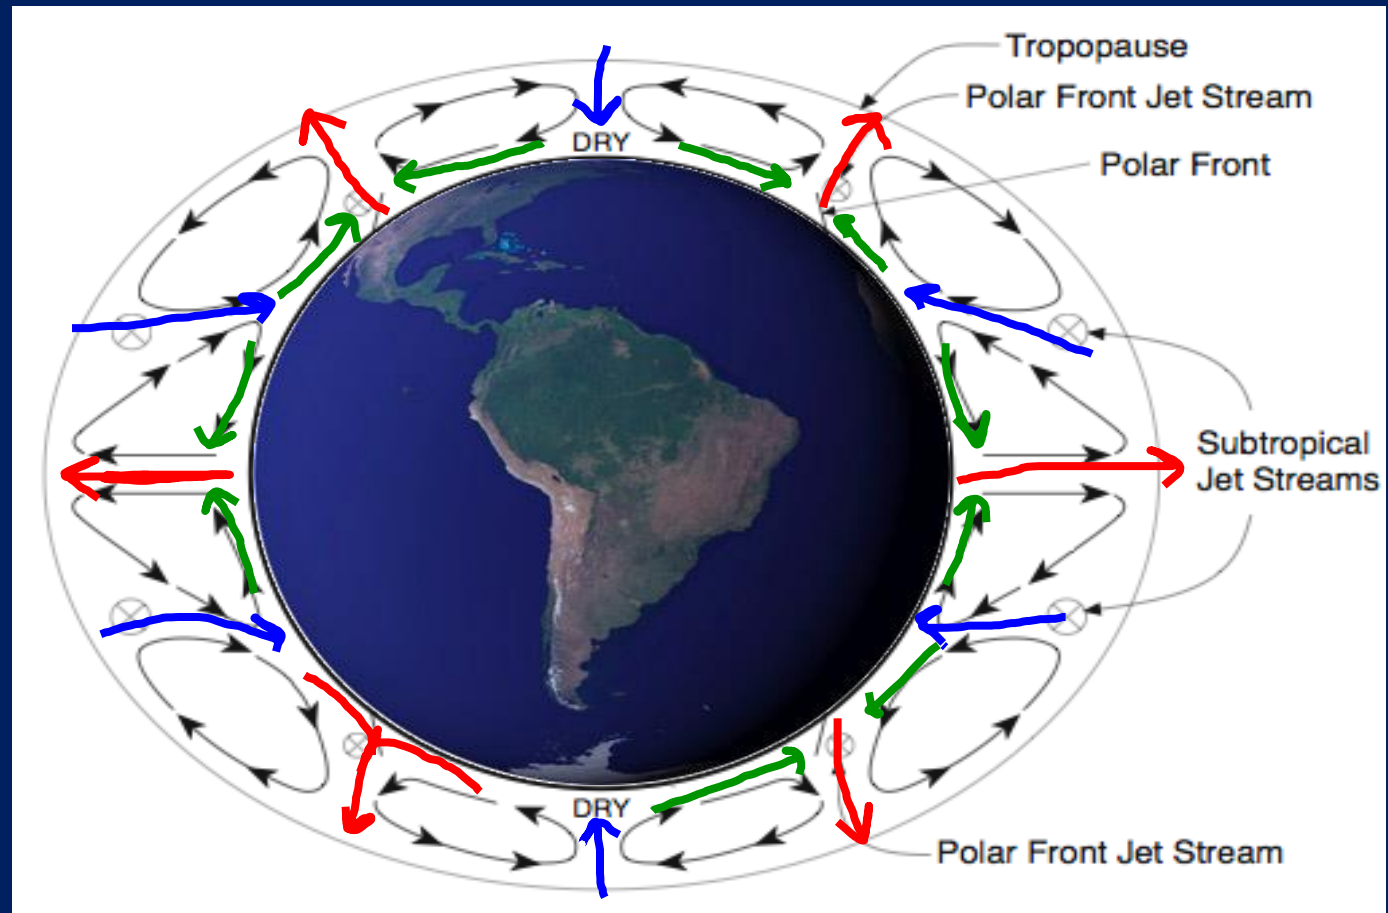 Tropopause
Polar Front Jet Stream
DRY
Polar Front
Subtropical
Jet Streams
DRY
Polar Front Jet Stream